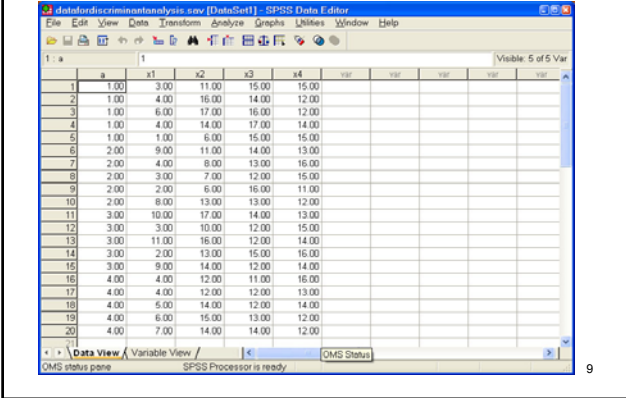 datafordiscriminantanalysis.sav [DataSet1] - SPSS Data Editor
File Edit View Data Transform Analyze Graphs Utilities Window Help
1 : a 1 Visible: 5 of 5 Var
a x1 x2 x3 x4 var var var var var
1 1.00 3.00 11.00 15.00 15.00
2 1.00 4.00 16.00 14.00 12.00
3 1.00 6.00 17.00 16.00 12.00
4 1.00 4.00 14.00 17.00 14.00
5 1.00 1.00 6.00 15.00 15.00
6 2.00 9.00 11.00 14.00 13.00
7 2.00 4.00 8.00 13.00 16.00
8 2.00 3.00 7.00 12.00 15.00
9 2.00 2.00 6.00 16.00 11.00
10 2.00 8.00 13.00 13.00 12.00
11 3.00 10.00 17.00 14.00 13.00
12 3.00 3.00 10.00 12.00 15.00
13 3.00 11.00 16.00 12.00 14.00
14 3.00 2.00 13.00 15.00 16.00
15 3.00 9.00 14.00 12.00 14.00
16 4.00 4.00 12.00 11.00 16.00
17 4.00 4.00 12.00 12.00 13.00
18 4.00 5.00 14.00 12.00 14.00
19 4.00 6.00 15.00 13.00 12.00
20 4.00 7.00 14.00 14.00 12.00
21
Data View Variable View OMS Status
OMS status pane SPSS Processor is ready
9